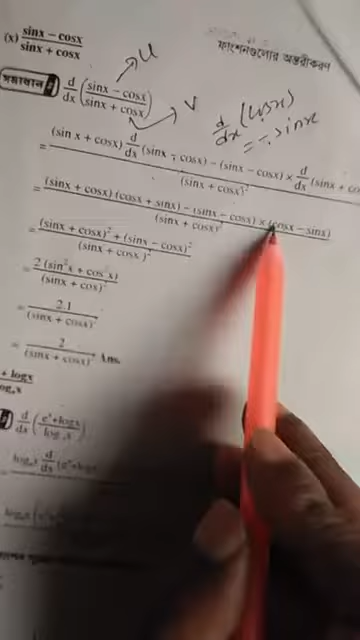 (x) sinx – cosx / sinx + cosx
ফাংশনগুলোর অন্তরীকরণ
U
সমাধান d/dx (sinx – cosx / sinx + cosx)
V
d/dx (cosx) = – sinx
= (sin x + cosx) d/dx (sinx – cosx) – (sinx – cosx) × d/dx (sinx + / (sinx + cosx)²
= (sinx + cosx) (cosx + sinx) – (sinx – cosx) × (cosx – sinx) / (sinx + cosx)²
= (sinx + cosx)² + (sinx – cosx)² / (sinx + cosx)²
= 2 (sin²x + cos²x) / (sinx + cosx)²
= 2.1 / (sinx + cosx)²
= 2 / (sinx + cosx)² Ans.
+ logx
d/dx (eˣ+logx / logₐx)